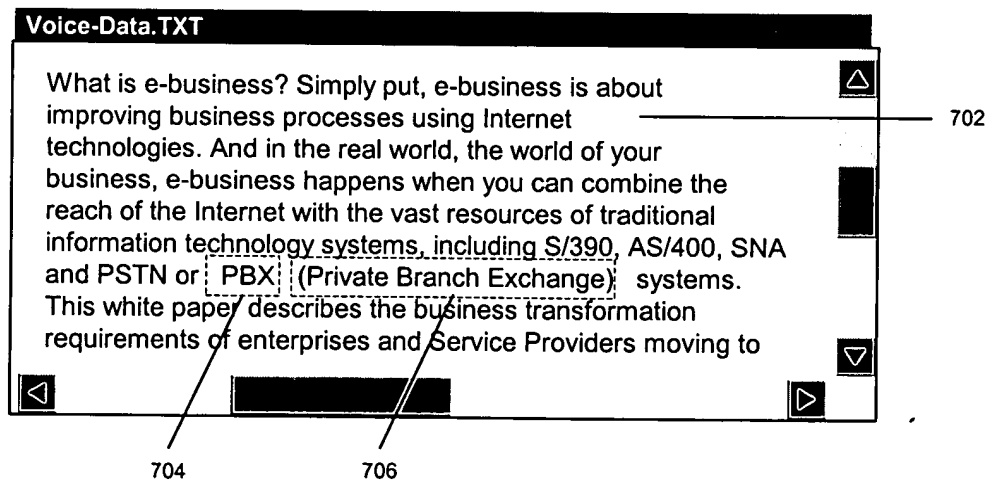 Voice-Data.TXT
What is e-business? Simply put, e-business is about
improving business processes using Internet
702
technologies. And in the real world, the world of your
business, e-business happens when you can combine the
reach of the Internet with the vast resources of traditional
information technology systems, including S/390, AS/400, SNA
and PSTN or PBX (Private Branch Exchange) systems.
This white paper describes the business transformation
requirements of enterprises and Service Providers moving to
704 706